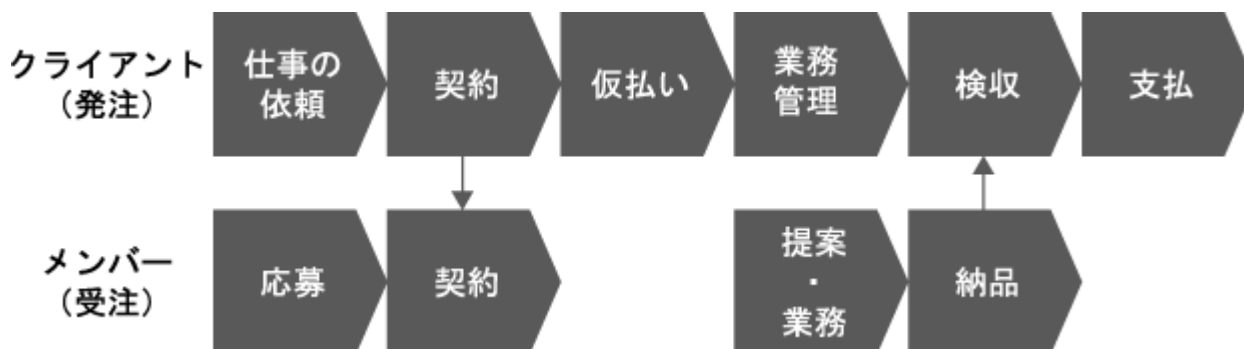 クライアント
（発注）
仕事の
依頼
契約
仮払い
業務
管理
検収
支払
メンバー
（受注）
応募
契約
提案
・
業務
納品